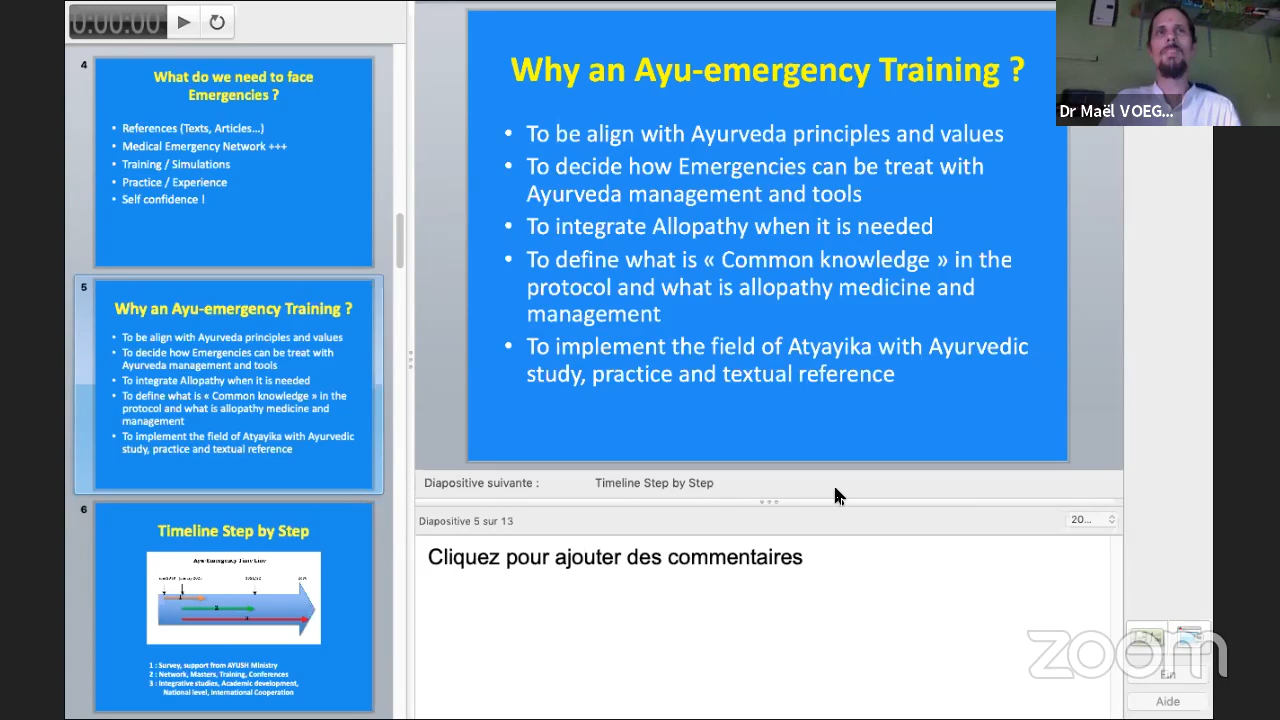 0:00:00
4
What do we need to face
Emergencies ?
• References (Texts, Articles...)
• Medical Emergency Network +++
• Training / Simulations
• Practice / Experience
• Self confidence !
5
Why an Ayu-emergency Training ?
• To be align with Ayurveda principles and values
• To decide how Emergencies can be treat with
Ayurveda management and tools
• To integrate Allopathy when it is needed
• To define what is « Common knowledge » in the
protocol and what is allopathy medicine and
management
• To implement the field of Atyayika with Ayurvedic
study, practice and textual reference
6
Timeline Step by Step
Ayu-Emergency Time Line
1
2
3
1 : Survey, support from AYUSH Ministry
2 : Network, Masters, Training, Conferences
3 : Integrative studies, Academic development,
National level, International Cooperation
Why an Ayu-emergency Training ?
• To be align with Ayurveda principles and values
• To decide how Emergencies can be treat with
Ayurveda management and tools
• To integrate Allopathy when it is needed
• To define what is « Common knowledge » in the
protocol and what is allopathy medicine and
management
• To implement the field of Atyayika with Ayurvedic
study, practice and textual reference
Dr Maël VOEG...
Diapositive suivante : Timeline Step by Step
Diapositive 5 sur 13
20...
Cliquez pour ajouter des commentaires
zoom
Aide